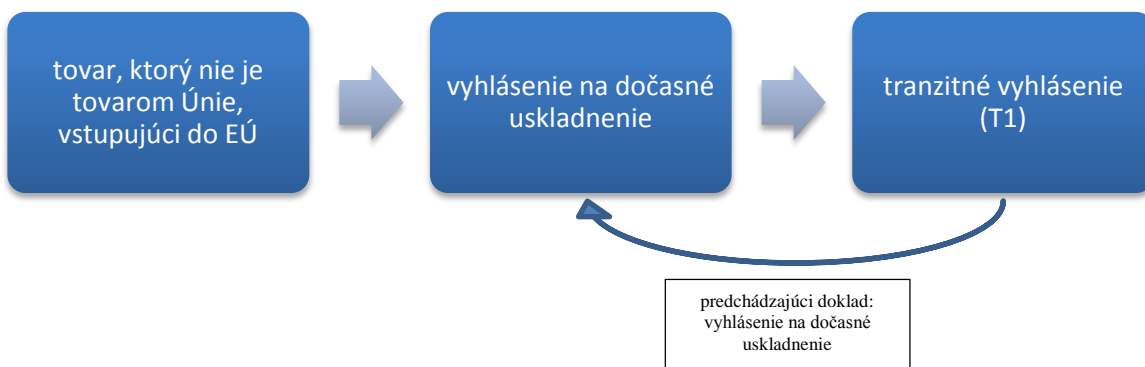 tovar, ktorý nie je
tovarom Únie,
vstupujúci do EÚ
vyhlásenie na dočasné
uskladnenie
tranzitné vyhlásenie
(T1)
predchádzajúci doklad:
vyhlásenie na dočasné
uskladnenie